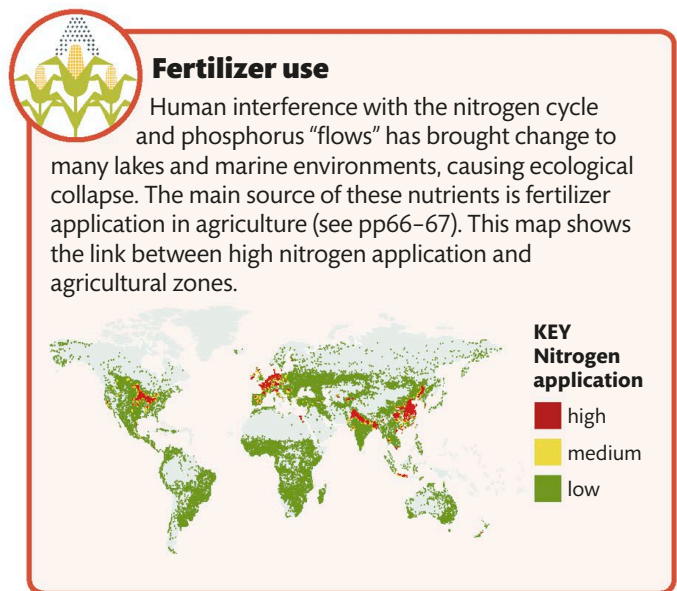 Fertilizer use
Human interference with the nitrogen cycle
and phosphorus “flows” has brought change to
many lakes and marine environments, causing ecological
collapse. The main source of these nutrients is fertilizer
application in agriculture (see pp66–67). This map shows
the link between high nitrogen application and
agricultural zones.
KEY
Nitrogen
application
high
medium
low